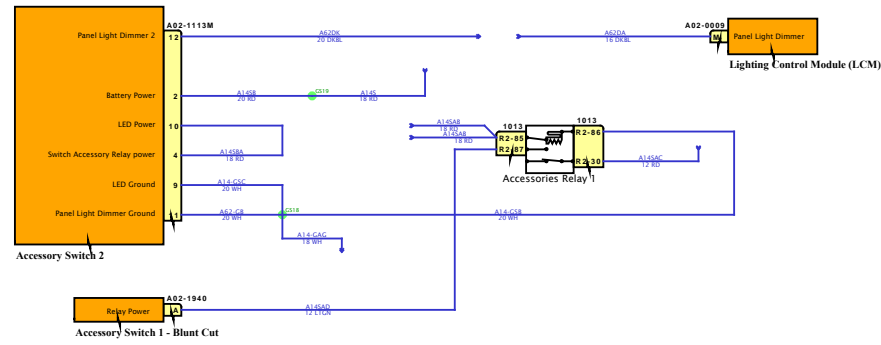 A02-1113M
Panel Light Dimmer 2
12
A62DK
20 DKBL
A62DA
16 DKBL
A02-0009
M
Panel Light Dimmer
Lighting Control Module (LCM)
Battery Power
2
A14SB
20 RD
GS19
A14S
18 RD
LED Power
10
Switch Accessory Relay power
4
A14SBA
18 RD
LED Ground
9
A14-GSC
20 WH
Panel Light Dimmer Ground
11
A62-GB
20 WH
GS18
A14-GAG
18 WH
A14-GSB
20 WH
Accessory Switch 2
A14SAB
18 RD
A14SAB
18 RD
1013
R2-85
R2-87
1013
R2-86
R2-30
A14SAC
12 RD
Accessories Relay 1
A02-1940
Relay Power
A
A14SAD
12 LTGN
Accessory Switch 1 - Blunt Cut